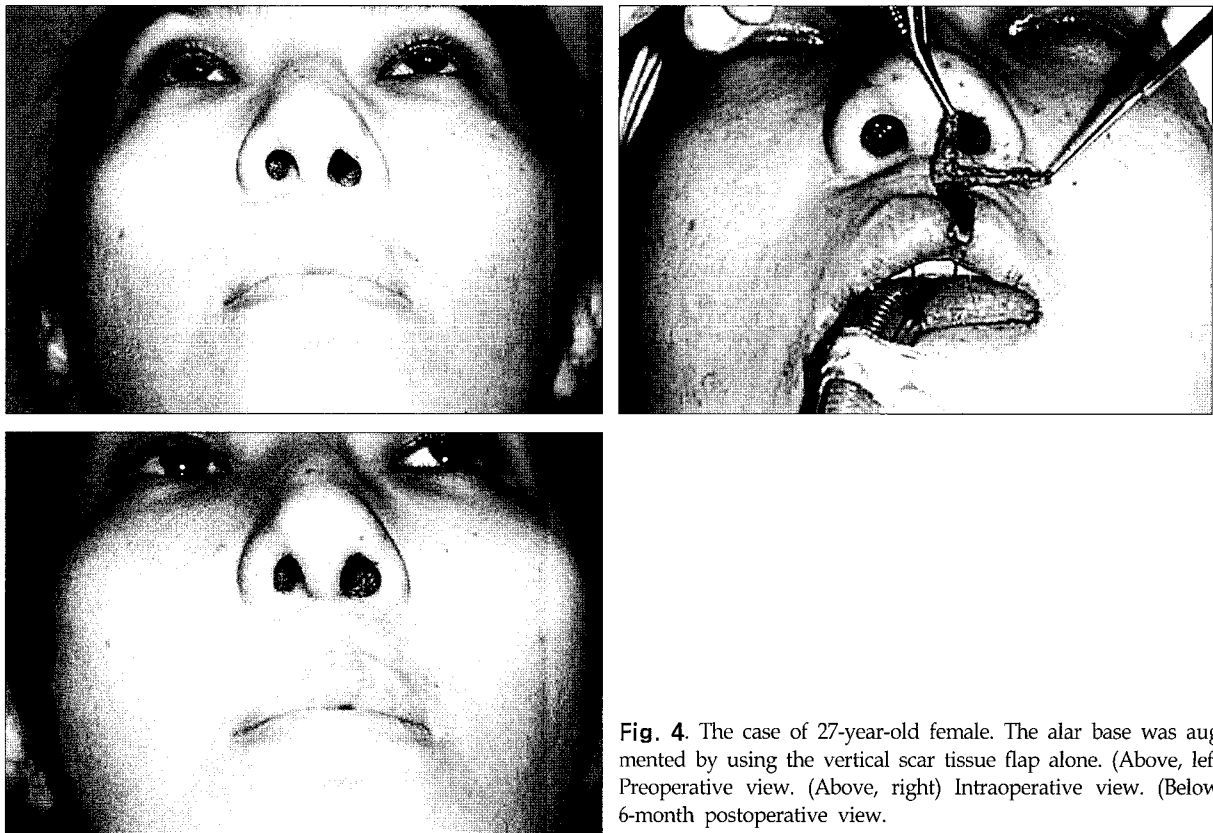 Fig. 4. The case of 27-year-old female. The alar base was aug
mented by using the vertical scar tissue flap alone. (Above, lef
Preoperative view. (Above, right) Intraoperative view. (Below
6-month postoperative view.